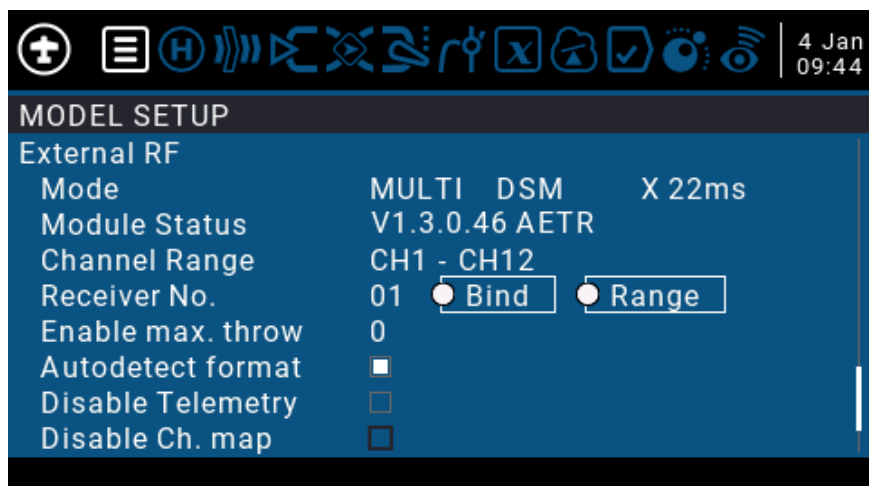 H X 4 Jan
09:44
MODEL SETUP
External RF
Mode MULTI DSM X 22ms
Module Status V1.3.0.46 AETR
Channel Range CH1 - CH12
Receiver No. 01 Bind Range
Enable max. throw 0
Autodetect format
Disable Telemetry
Disable Ch. map